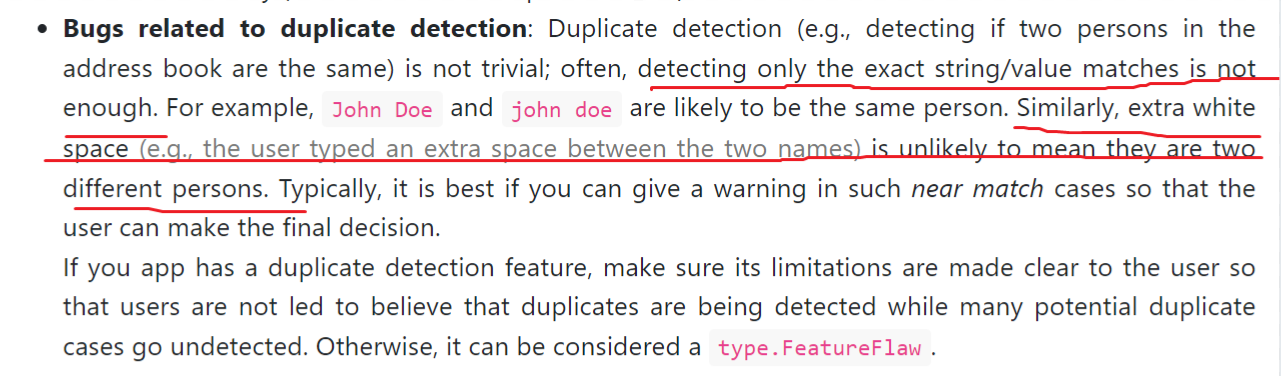 • Bugs related to duplicate detection: Duplicate detection (e.g., detecting if two persons in the
address book are the same) is not trivial; often, detecting only the exact string/value matches is not
enough. For example, John Doe and john doe are likely to be the same person. Similarly, extra white
space (e.g., the user typed an extra space between the two names) is unlikely to mean they are two
different persons. Typically, it is best if you can give a warning in such near match cases so that the
user can make the final decision.
If you app has a duplicate detection feature, make sure its limitations are made clear to the user so
that users are not led to believe that duplicates are being detected while many potential duplicate
cases go undetected. Otherwise, it can be considered a type.FeatureFlaw.